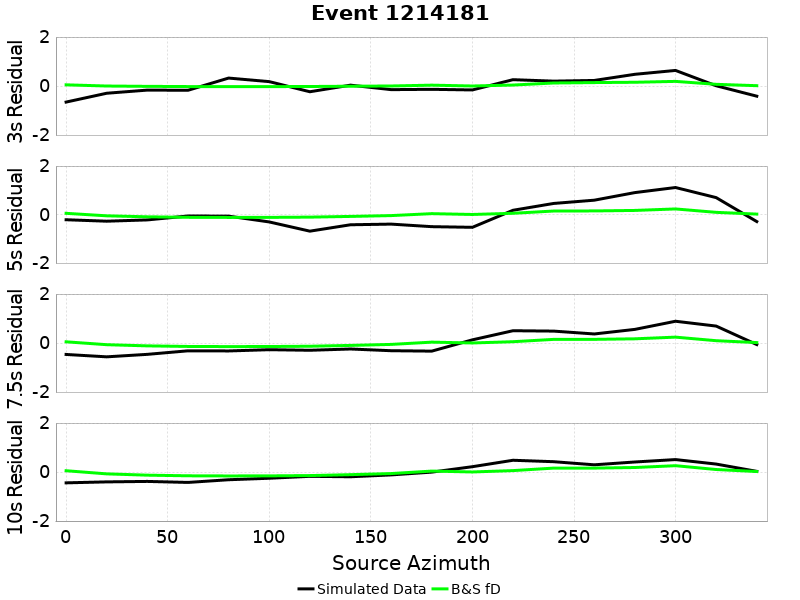 Event 1214181
3s Residual
2
0
-2
5s Residual
2
0
-2
7.5s Residual
2
0
-2
10s Residual
2
0
-2
0 50 100 150 200 250 300
Source Azimuth
Simulated Data B&S fD